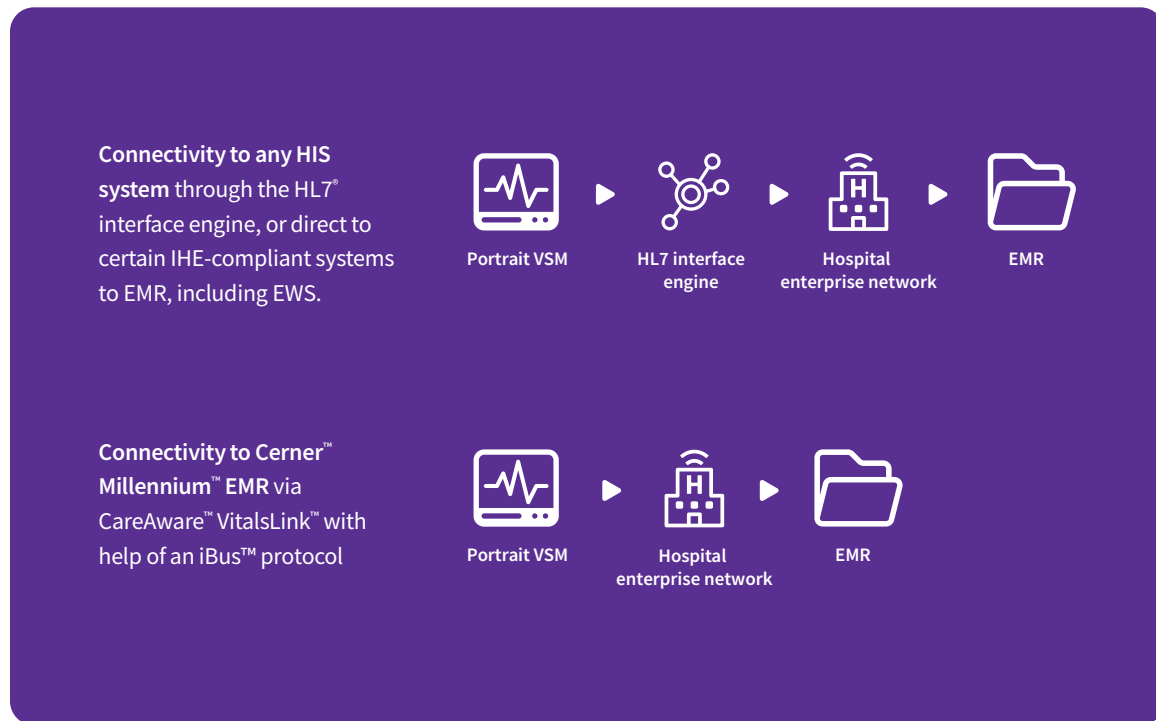 Connectivity to any HIS
system through the HL7®
interface engine, or direct to
certain IHE-compliant systems
to EMR, including EWS.
Portrait VSM
HL7 interface
engine
H
Hospital
enterprise network
EMR
Connectivity to Cerner™
Millennium™ EMR via
CareAware™ VitalsLink™ with
help of an iBus™ protocol
Portrait VSM
H
Hospital
enterprise network
EMR